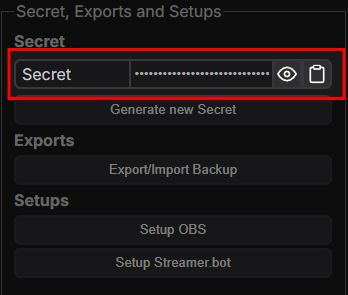 Secret, Exports and Setups
Secret
Secret ••••••••••••••••••••••••••••••
Generate new Secret
Exports
Export/Import Backup
Setups
Setup OBS
Setup Streamer.bot